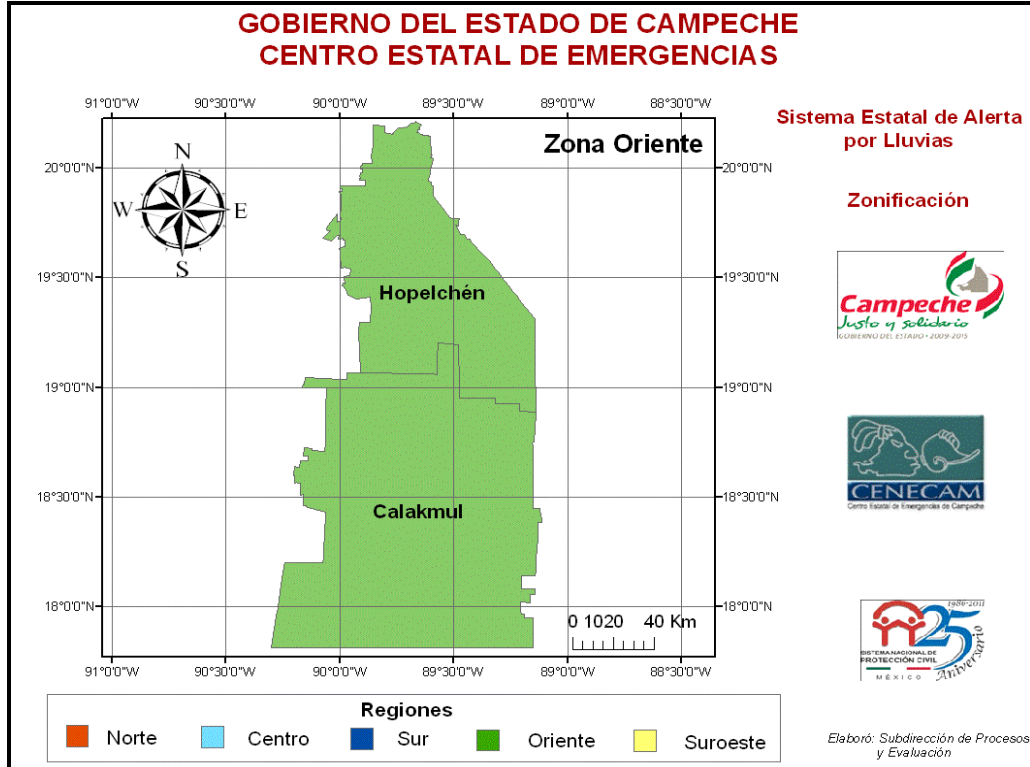 GOBIERNO DEL ESTADO DE CAMPECHE
CENTRO ESTATAL DE EMERGENCIAS
91°0'0"W 90°30'0"W 90°0'0"W 89°30'0"W 89°0'0"W 88°30'0"W
Zona Oriente
N
W E
S
20°0'0"N 20°0'0"N
19°30'0"N 19°30'0"N
Hopelchén
19°0'0"N 19°0'0"N
18°30'0"N 18°30'0"N
Calakmul
18°0'0"N 18°0'0"N
0 1020 40 Km
91°0'0"W 90°30'0"W 90°0'0"W 89°30'0"W 89°0'0"W 88°30'0"W
Regiones
Norte Centro Sur Oriente Suroeste
Sistema Estatal de Alerta
por Lluvias
Zonificación
Campeche
Justo y solidario
GOBIERNO DEL ESTADO • 2009-2015
CENECAM
Centro Estatal de Emergencias de Campeche
1986-2011
25
Aniversario
SISTEMA NACIONAL DE
PROTECCIÓN CIVIL
MÉXICO
Elaboró: Subdirección de Procesos
y Evaluación